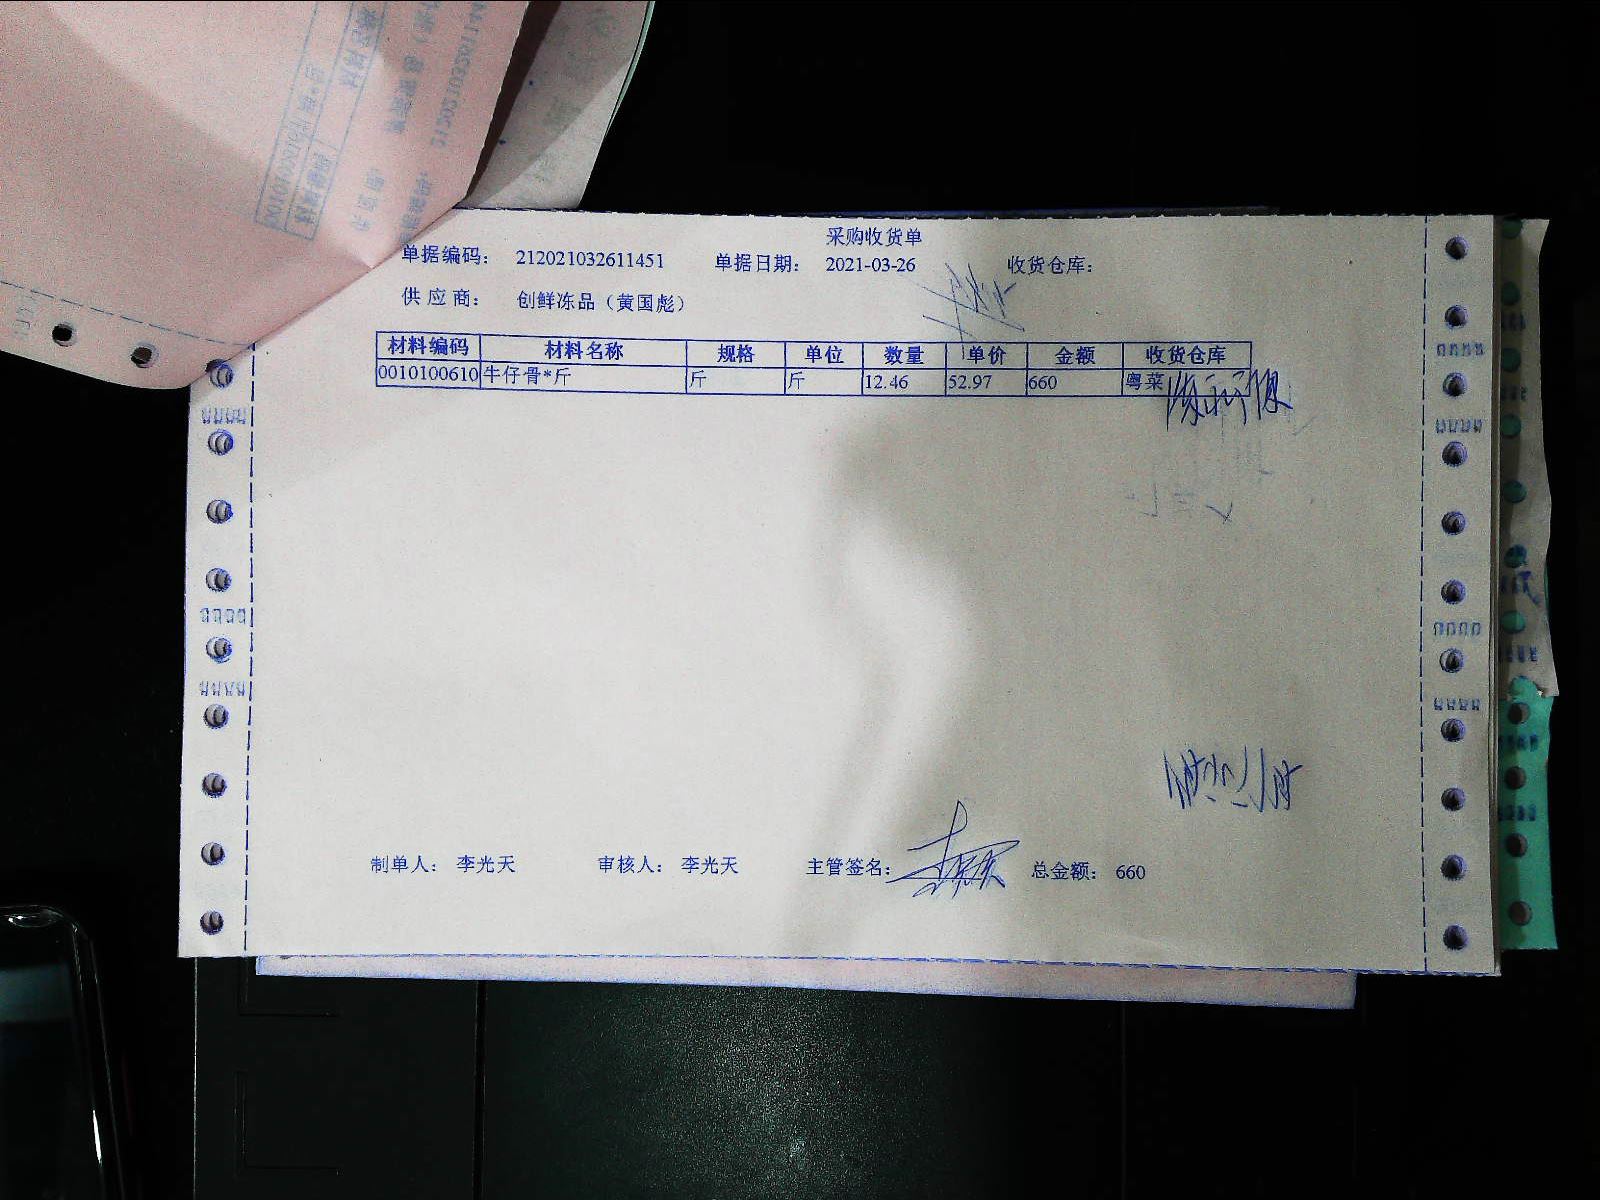 采购收货单
单据编码： 212021032611451 单据日期： 2021-03-26 收货仓库：
供 应 商： 创鲜冻品（黄国彪）
材料编码 材料名称 规格 单位 数量 单价 金额 收货仓库
0010100610 牛仔骨*斤 斤 斤 12.46 52.97 660 粤菜
制单人： 李光天 审核人： 李光天 主管签名： 总金额： 660